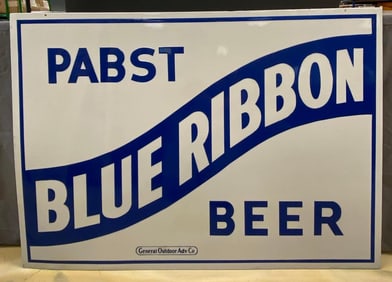 PABST
BLUE RIBBON
BEER
General Outdoor Adv Co